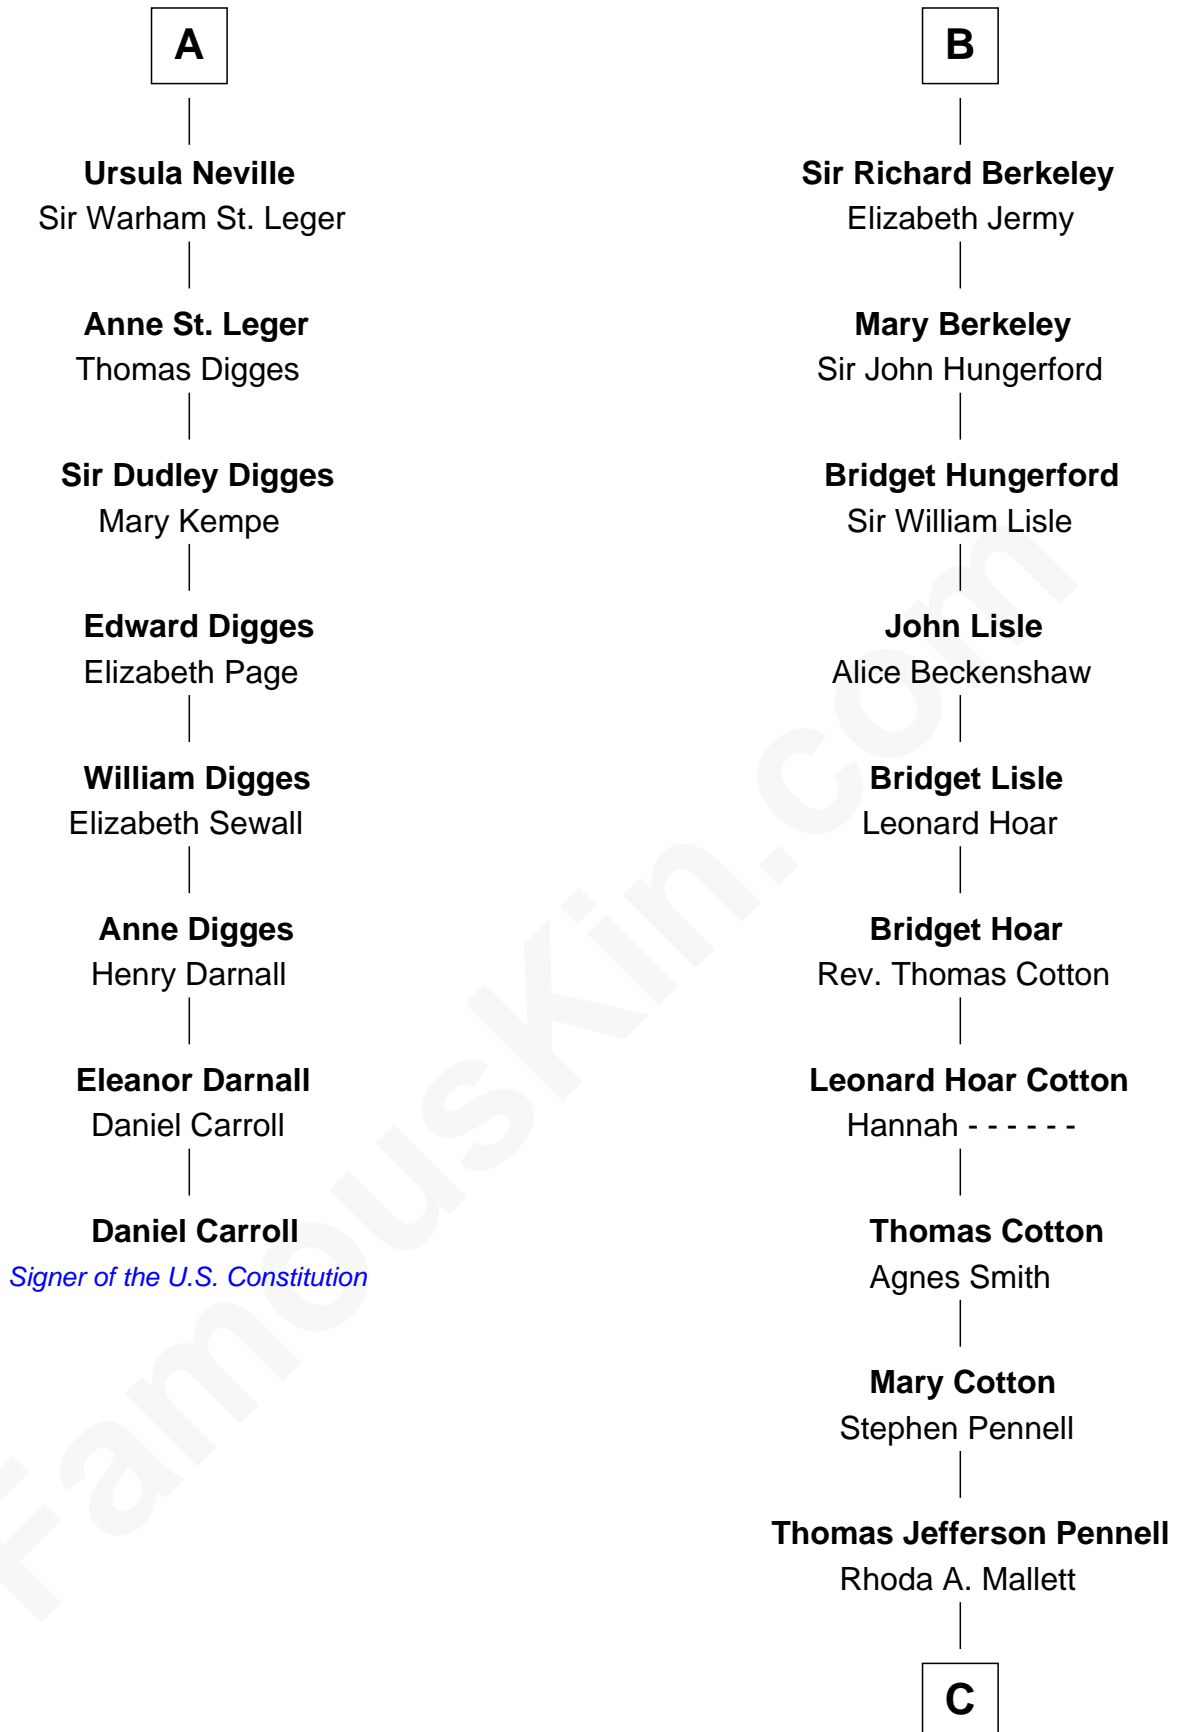 A
Ursula Neville
Sir Warham St. Leger
Anne St. Leger
Thomas Digges
Sir Dudley Digges
Mary Kempe
Edward Digges
Elizabeth Page
William Digges
Elizabeth Sewall
Anne Digges
Henry Darnall
Eleanor Darnall
Daniel Carroll
Daniel Carroll
Signer of the U.S. Constitution
B
Sir Richard Berkeley
Elizabeth Jermy
Mary Berkeley
Sir John Hungerford
Bridget Hungerford
Sir William Lisle
John Lisle
Alice Beckenshaw
Bridget Lisle
Leonard Hoar
Bridget Hoar
Rev. Thomas Cotton
Leonard Hoar Cotton
Hannah - - - - - -
Thomas Cotton
Agnes Smith
Mary Cotton
Stephen Pennell
Thomas Jefferson Pennell
Rhoda A. Mallett
C
FamousKin.com